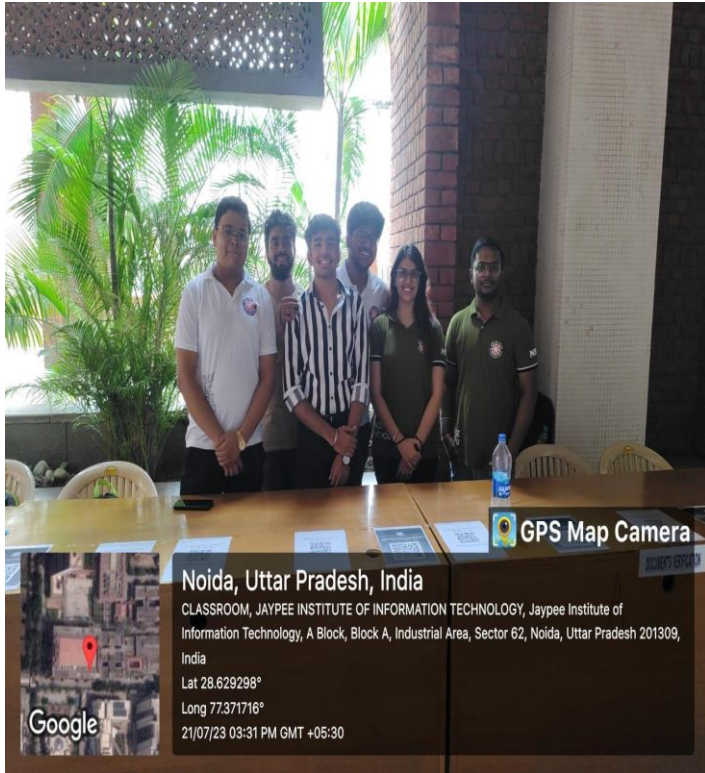 GPS Map Camera
DOCUMENTS VERIFICATION
Noida, Uttar Pradesh, India
CLASSROOM, JAYPEE INSTITUTE OF INFORMATION TECHNOLOGY, Jaypee Institute of
Information Technology, A Block, Block A, Industrial Area, Sector 62, Noida, Uttar Pradesh 201309,
India
Lat 28.629298°
Long 77.371716°
21/07/23 03:31 PM GMT +05:30
Google